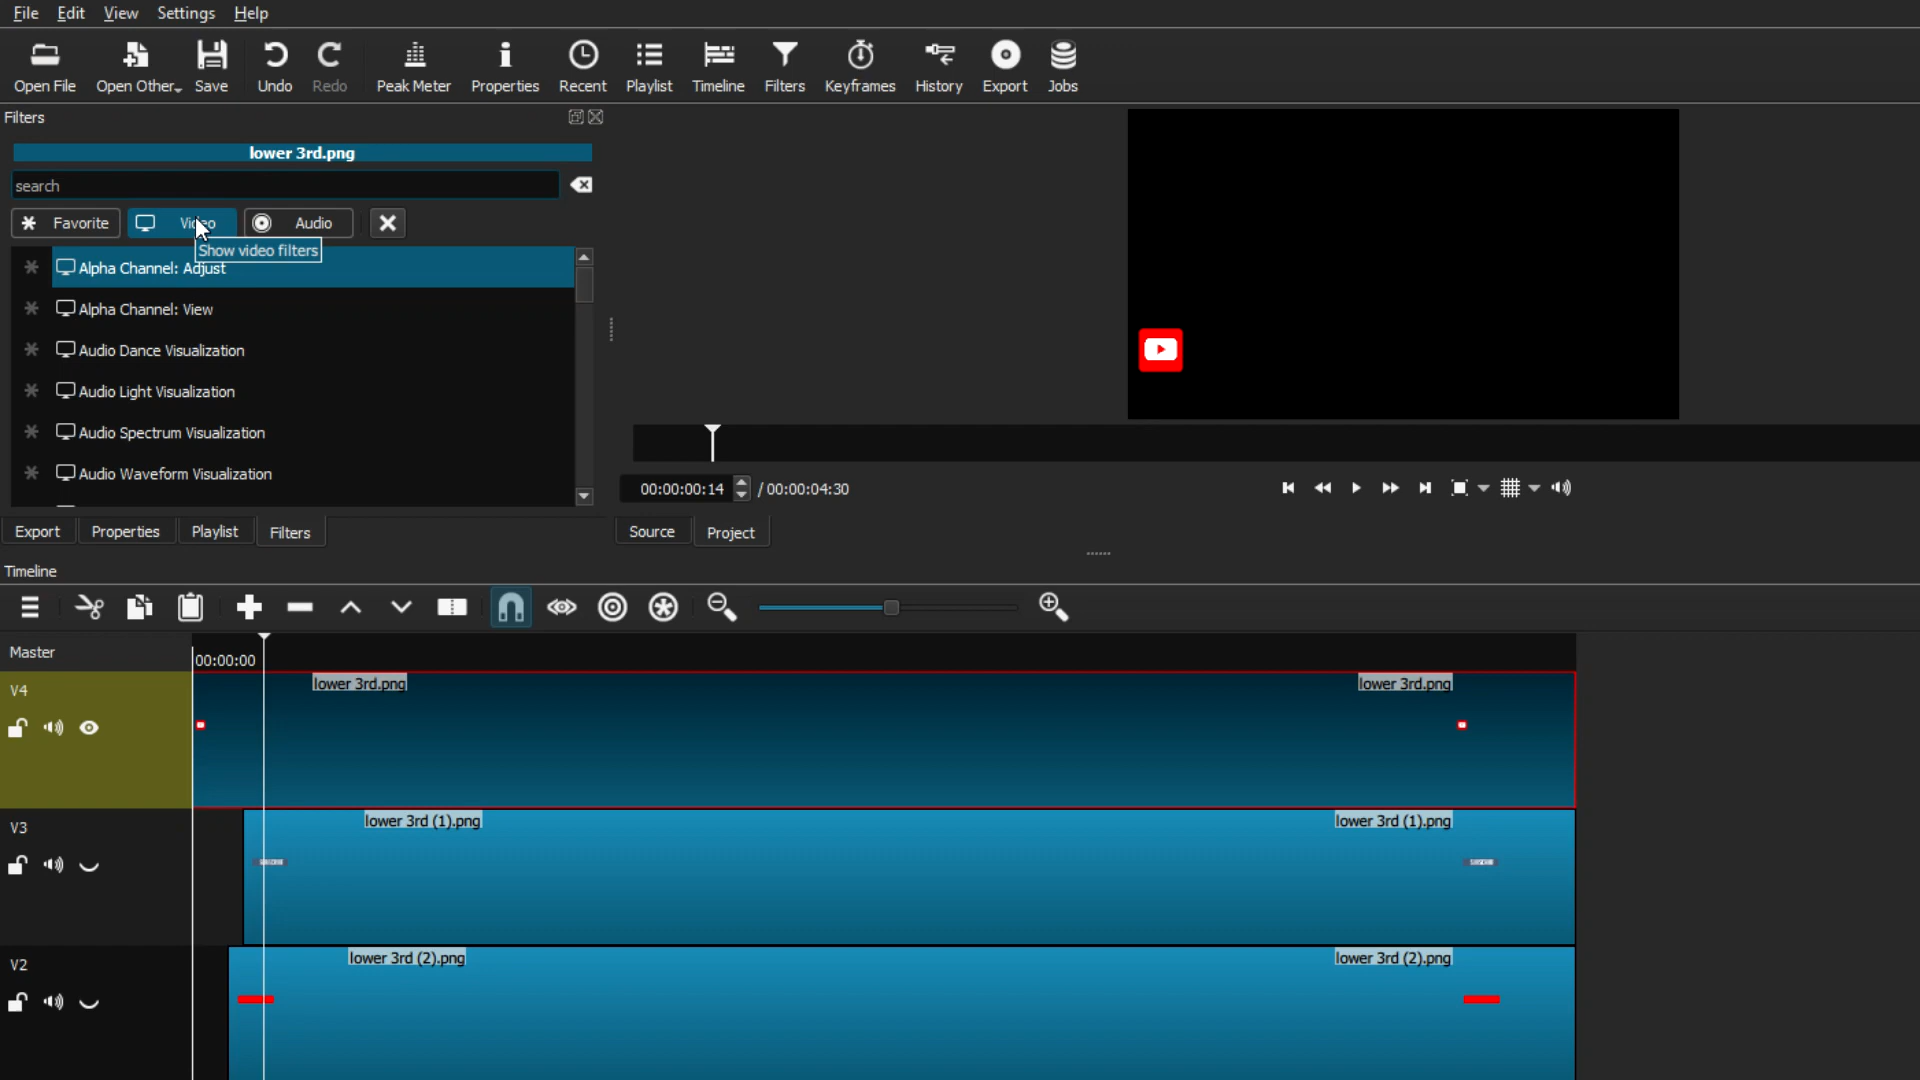 File Edit View Settings Help
Open File Open Other... Save Undo Redo Peak Meter Properties Recent Playlist Timeline Filters Keyframes History Export Jobs
Filters
lower 3rd.png
search
Favorite Video Audio
Show video filters
Alpha Channel: Adjust
Alpha Channel: View
Audio Dance Visualization
Audio Light Visualization
Audio Spectrum Visualization
Audio Waveform Visualization
00:00:00:14 / 00:00:04:30
Export Properties Playlist Filters
Source Project
Timeline
Master
00:00:00
V4
lower 3rd.png lower 3rd.png
V3
lower 3rd (1).png lower 3rd (1).png
SUBSCRIBE SUBSCRIBE
V2
lower 3rd (2).png lower 3rd (2).png